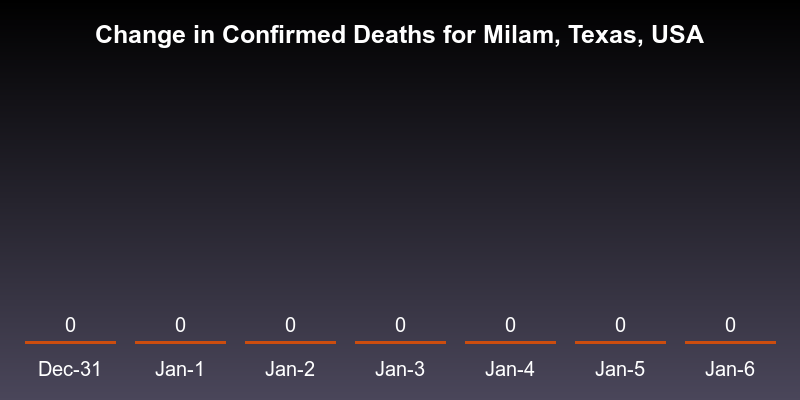 Change in Confirmed Deaths for Milam, Texas, USA
0 0 0 0 0 0 0
Dec-31 Jan-1 Jan-2 Jan-3 Jan-4 Jan-5 Jan-6